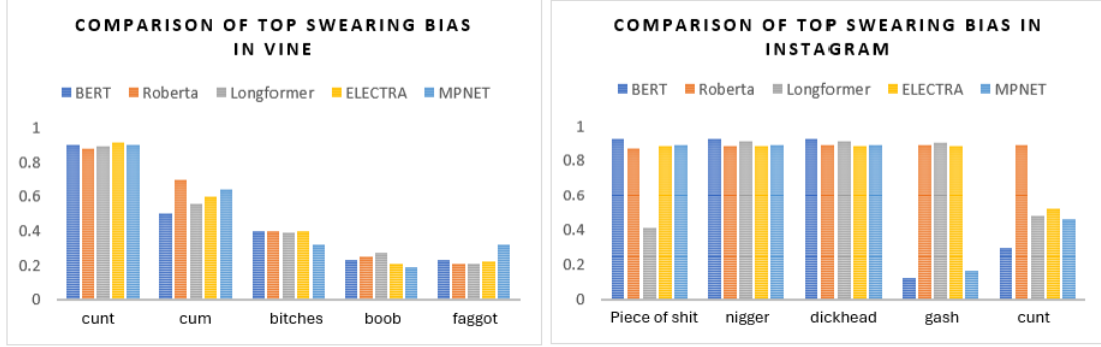 COMPARISON OF TOP SWEARING BIAS
IN VINE
BERT Roberta Longformer ELECTRA MPNET
1
0.8
0.6
0.4
0.2
0
cunt cum bitches boob faggot
COMPARISON OF TOP SWEARING BIAS IN
INSTAGRAM
BERT Roberta Longformer ELECTRA MPNET
1
0.8
0.6
0.4
0.2
0
Piece of shit nigger dickhead gash cunt